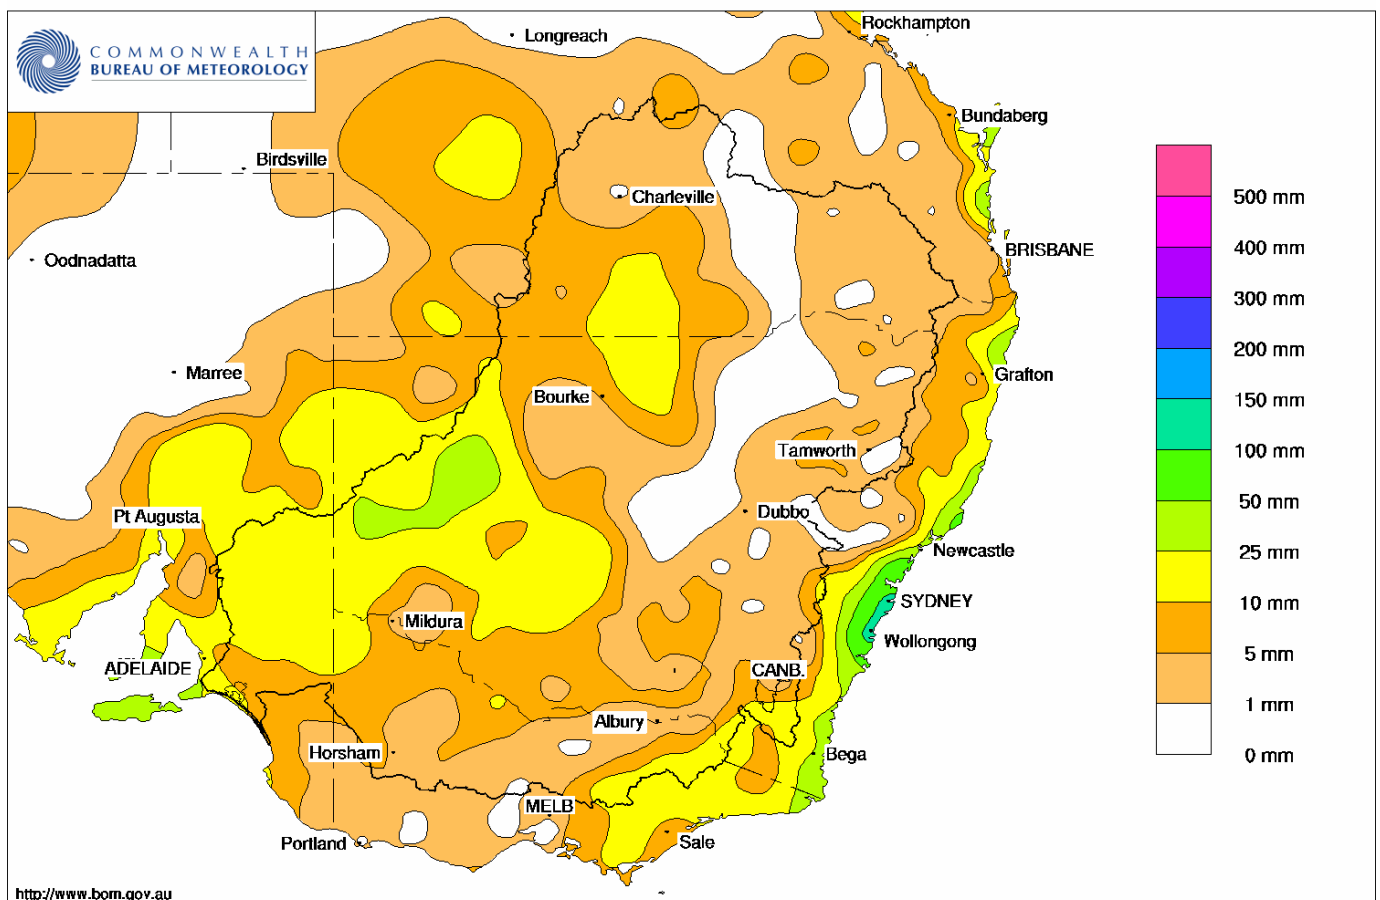 COMMONWEALTH
BUREAU OF METEOROLOGY
Rockhampton
Longreach
Bundaberg
Birdsville
Charleville
BRISBANE
Oodnadatta
Marree
Grafton
Bourke
Tamworth
Pt Augusta
Dubbo
Newcastle
SYDNEY
Mildura
Wollongong
ADELAIDE
CANB.
Albury
Horsham
Bega
MELB
Portland
Sale
500 mm
400 mm
300 mm
200 mm
150 mm
100 mm
50 mm
25 mm
10 mm
5 mm
1 mm
0 mm
http://www.bom.gov.au